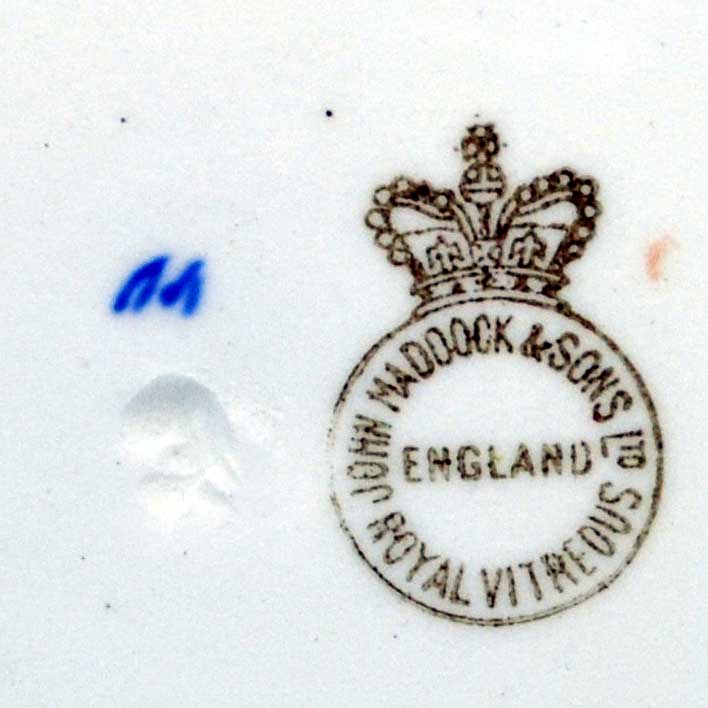 JOHN MADDOCK & SONS LTD
ENGLAND
ROYAL VITREOUS